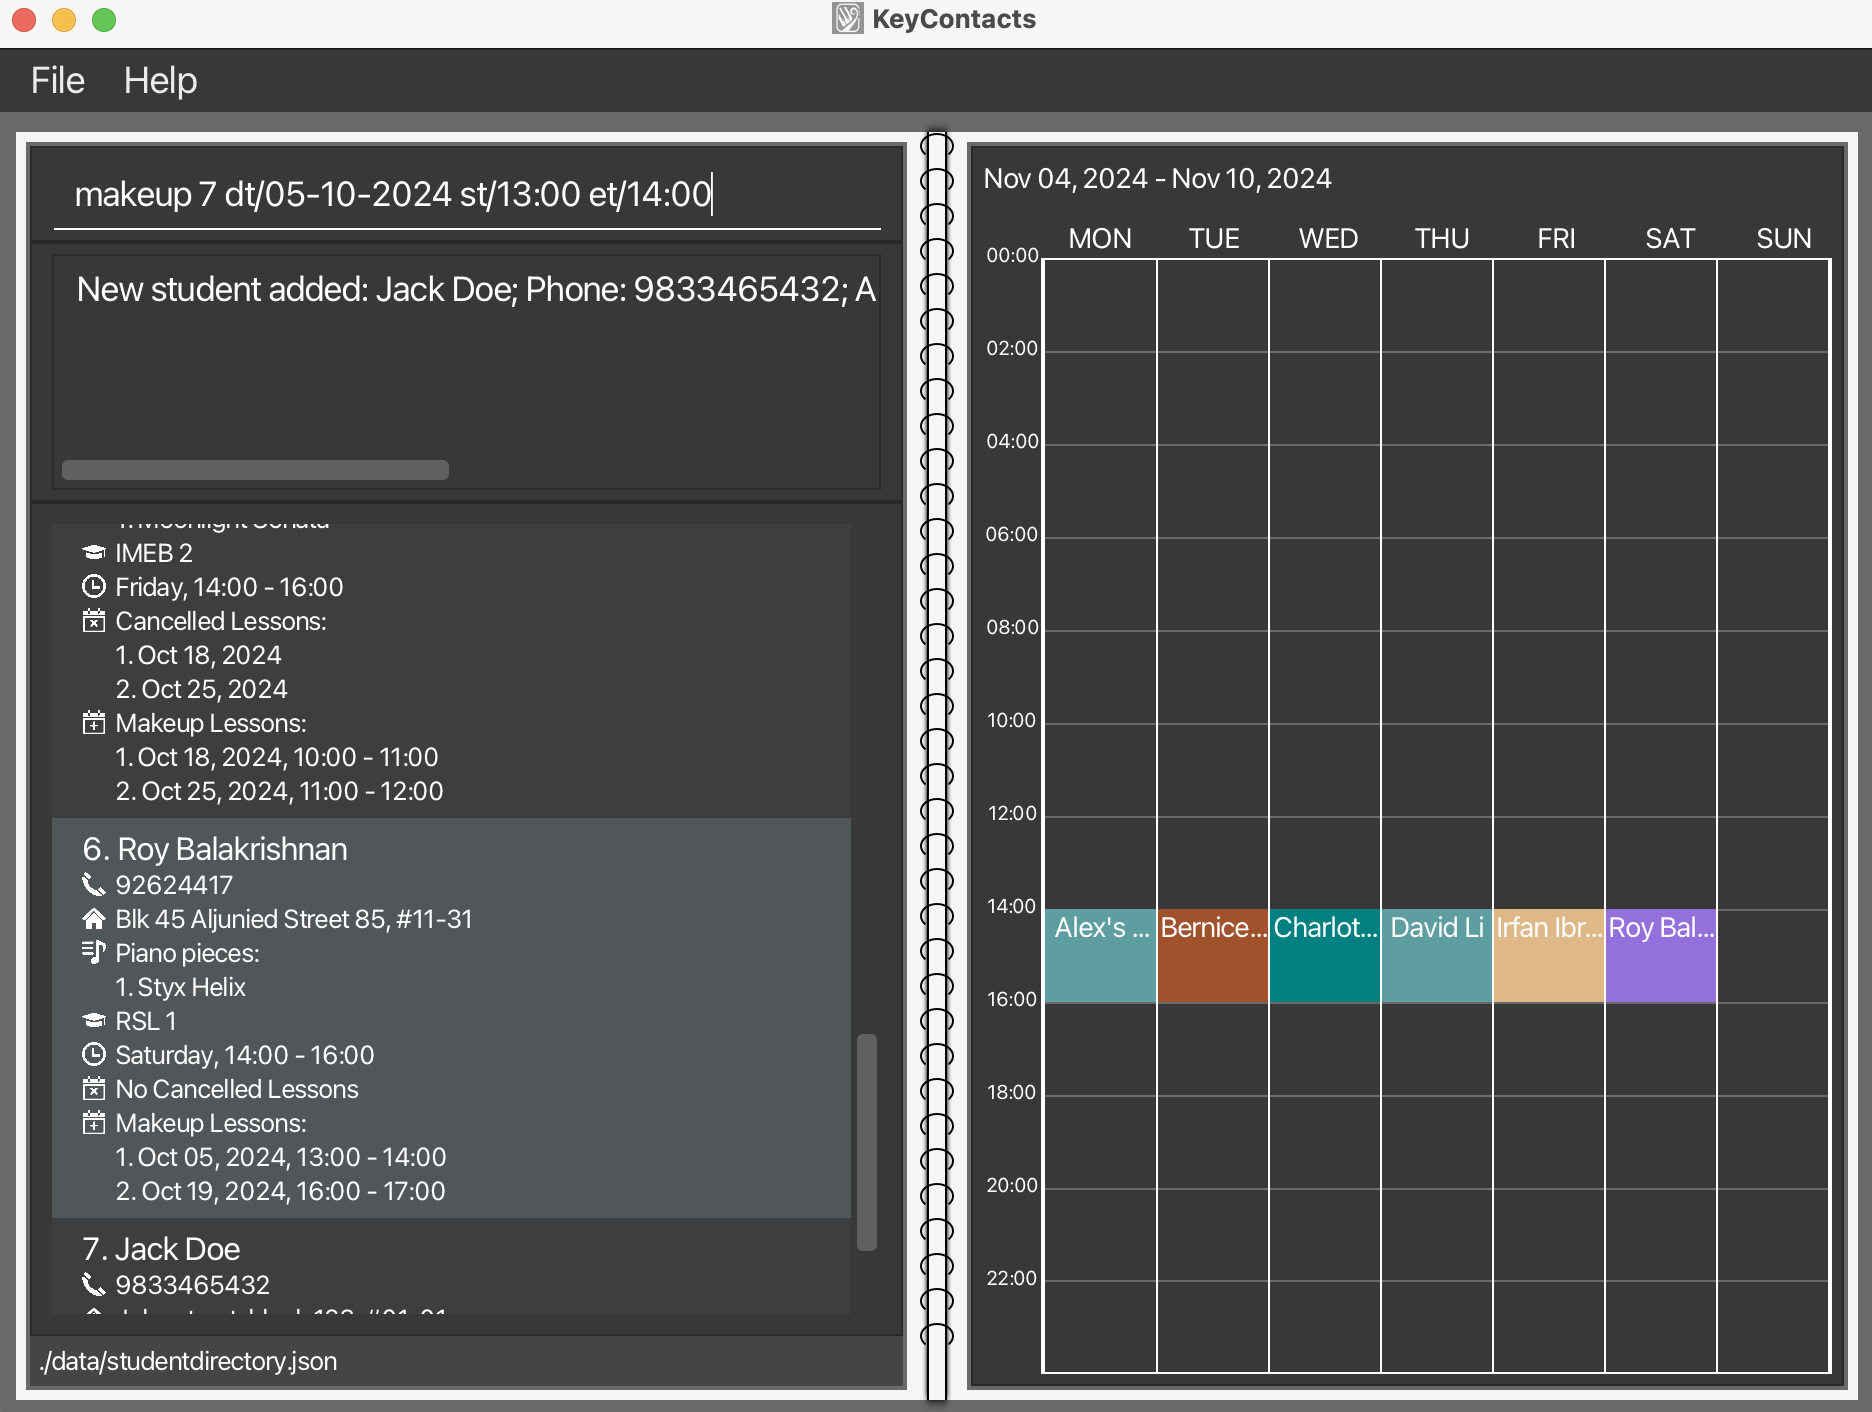 KeyContacts
File Help
makeup 7 dt/05-10-2024 st/13:00 et/14:00
New student added: Jack Doe; Phone: 9833465432; A
1. Moonlight Sonata
IMEB 2
Friday, 14:00 - 16:00
Cancelled Lessons:
1. Oct 18, 2024
2. Oct 25, 2024
Makeup Lessons:
1. Oct 18, 2024, 10:00 - 11:00
2. Oct 25, 2024, 11:00 - 12:00
6. Roy Balakrishnan
92624417
Blk 45 Aljunied Street 85, #11-31
Piano pieces:
1. Styx Helix
RSL 1
Saturday, 14:00 - 16:00
No Cancelled Lessons
Makeup Lessons:
1. Oct 05, 2024, 13:00 - 14:00
2. Oct 19, 2024, 16:00 - 17:00
7. Jack Doe
9833465432
./data/studentdirectory.json
Nov 04, 2024 - Nov 10, 2024
MON TUE WED THU FRI SAT SUN
00:00
02:00
04:00
06:00
08:00
10:00
12:00
14:00
Alex's ... Bernice... Charlot... David Li Irfan Ibr... Roy Bal...
16:00
18:00
20:00
22:00